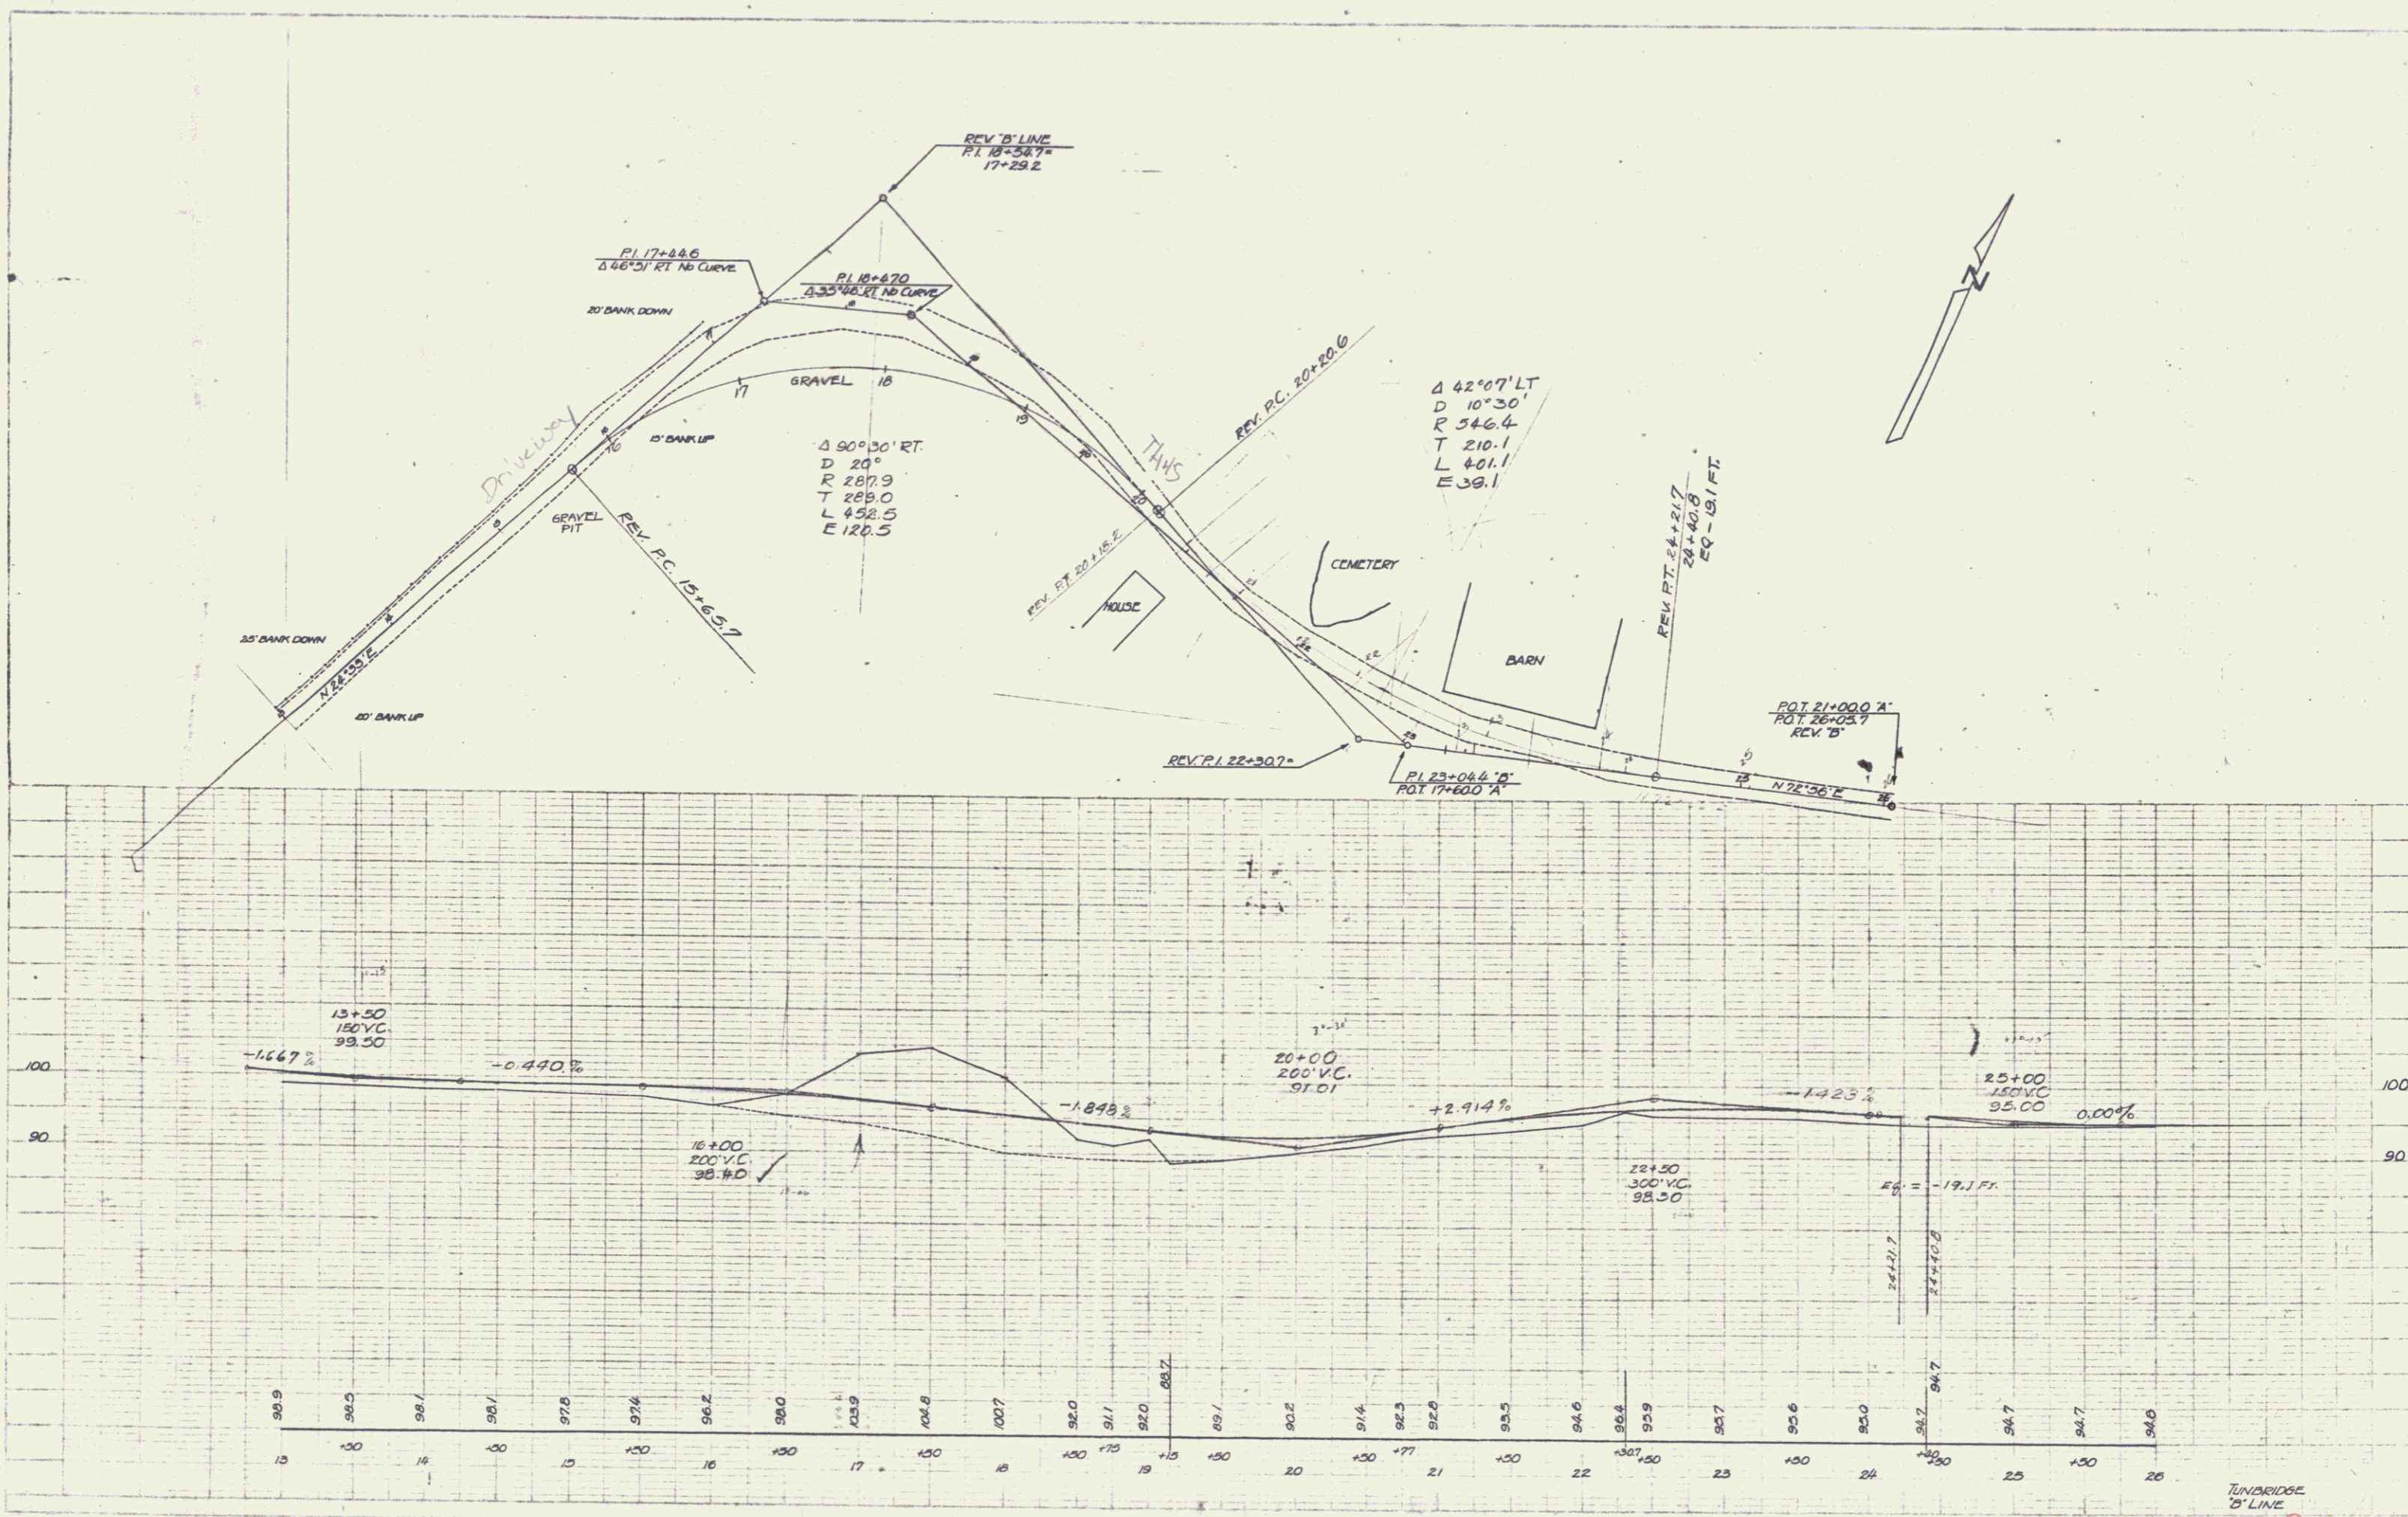 REV "B" LINE
P.I. 18+54.7=
17+29.2
P.I. 17+44.6
Δ 46°51' RT. No CURVE
P.I. 18+47.0
Δ 35°46' RT. No CURVE
20' BANK DOWN
GRAVEL
15' BANK UP
17
18
19
16
20
Driveway
GRAVEL
PIT
REV. P.C. 15+65.7
Δ 90°30' RT.
D 20°
R 287.9
T 289.0
L 452.5
E 120.5
TH45
REV. P.C. 20+20.6
REV. P.T. 20+18.2
Δ 42°07' LT
D 10°30'
R 546.4
T 210.1
L 401.1
E 39.1
REV. P.T. 24+21.7
24+40.8
EQ - 19.1 FT.
HOUSE
CEMETERY
BARN
N
25' BANK DOWN
N 24°33' E
20' BANK UP
REV. P.I. 22+30.7=
P.I. 23+04.4 "B"
P.O.T. 17+60.0 "A"
P.O.T. 21+00.0 "A"
P.O.T. 26+05.7
REV. "B"
N 72°56' E
13+50
150' V.C.
99.50
-1.667%
-0.440%
100
90
16+00
200' V.C.
98.40
-1.848%
20+00
200' V.C.
91.01
+2.914%
22+50
300' V.C.
98.30
-1.423%
25+00
150' V.C.
95.00
0.00%
100
90
Eq. = -19.1 FT.
24+21.7
24+40.8
98.9 98.5 98.1 98.1 97.8 97.4 96.2 98.0 103.9 104.8 100.7 92.0 91.1 92.0 88.7 89.1 90.2 91.4 92.3 92.8 93.5 94.6 96.4 95.9 95.7 95.6 95.0 94.7 94.7 94.7 94.7 94.8
13 +50 14 +50 15 +50 16 +50 17 +50 18 +50 +75 19 +15 +50 20 +50 +77 21 +50 22 +30.7 +50 23 +50 24 +40 +50 25 +50 26
TUNBRIDGE
"B" LINE